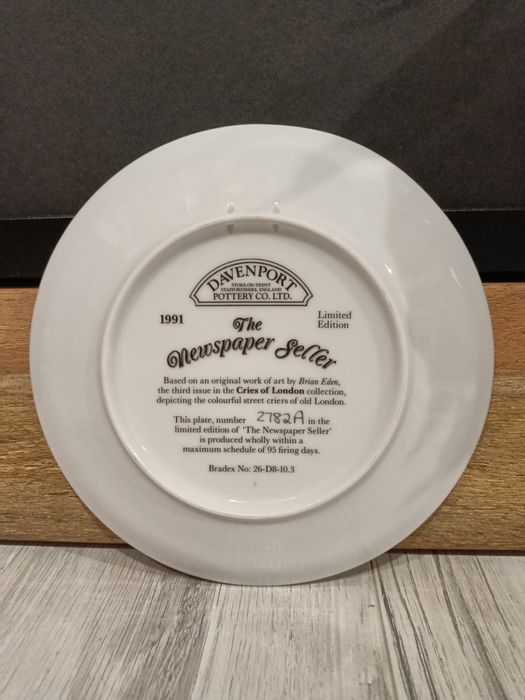 DAVENPORT
STOKE-ON-TRENT
STAFFORDSHIRE, ENGLAND
POTTERY CO. LTD.
1991
Limited
Edition
The
Newspaper Seller
Based on an original work of art by Brian Eden,
the third issue in the Cries of London collection,
depicting the colourful street criers of old London.
This plate, number 2782A in the
limited edition of 'The Newspaper Seller'
is produced wholly within a
maximum schedule of 95 firing days.
Bradex No: 26-D8-10.3